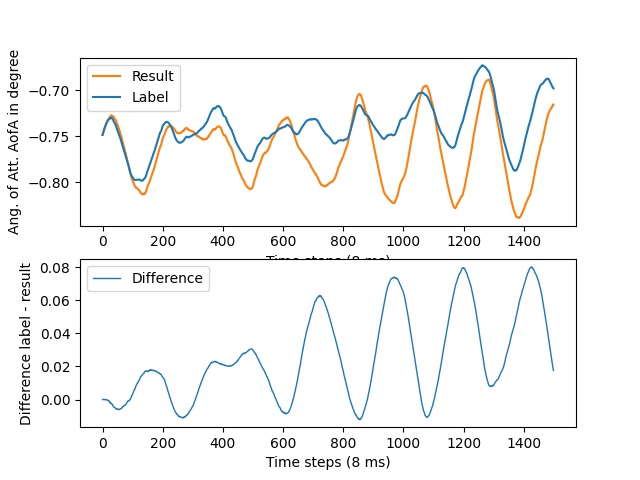 Ang. of Att. AofA in degree
−0.70
−0.75
−0.80
Result
Label
0 200 400 600 800 1000 1200 1400
Time steps (8 ms)
Difference label - result
0.08
0.06
0.04
0.02
0.00
Difference
0 200 400 600 800 1000 1200 1400
Time steps (8 ms)